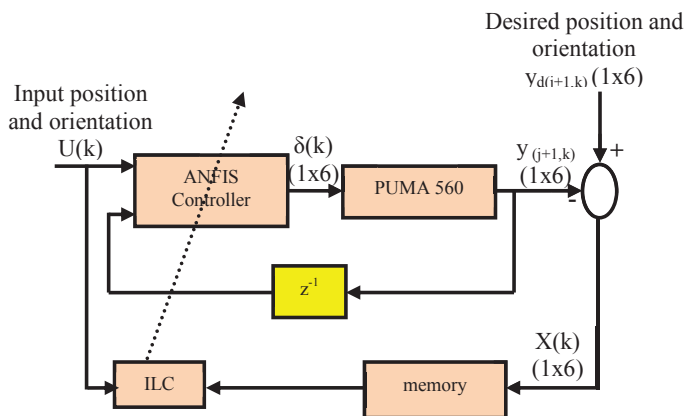 Desired position and
orientation
yd(j+1,k) (1x6)
Input position
and orientation
U(k)
δ(k)
(1x6)
y (j+1,k)
(1x6)
+
-
ANFIS
Controller
PUMA 560
z-1
X(k)
(1x6)
ILC
memory